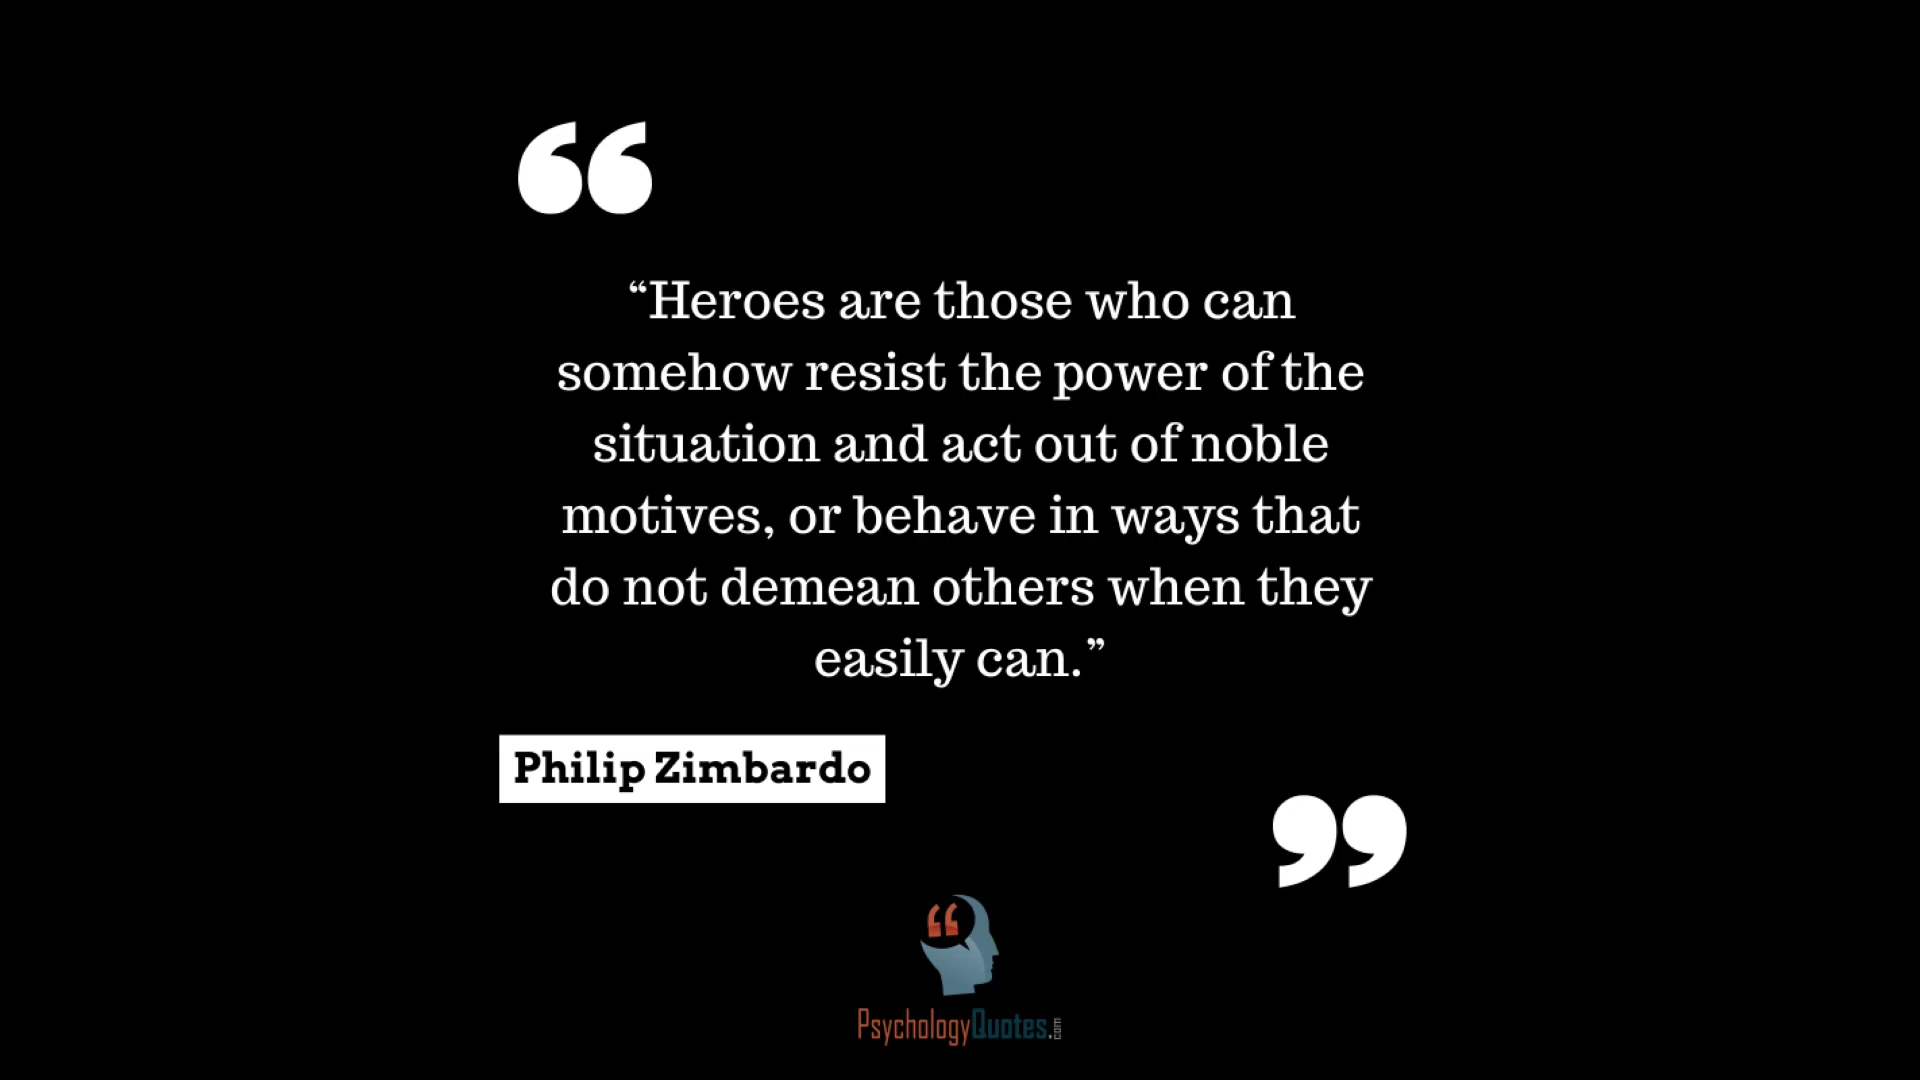 “Heroes are those who can
somehow resist the power of the
situation and act out of noble
motives, or behave in ways that
do not demean others when they
easily can.”
Philip Zimbardo
PsychologyQuotes.com